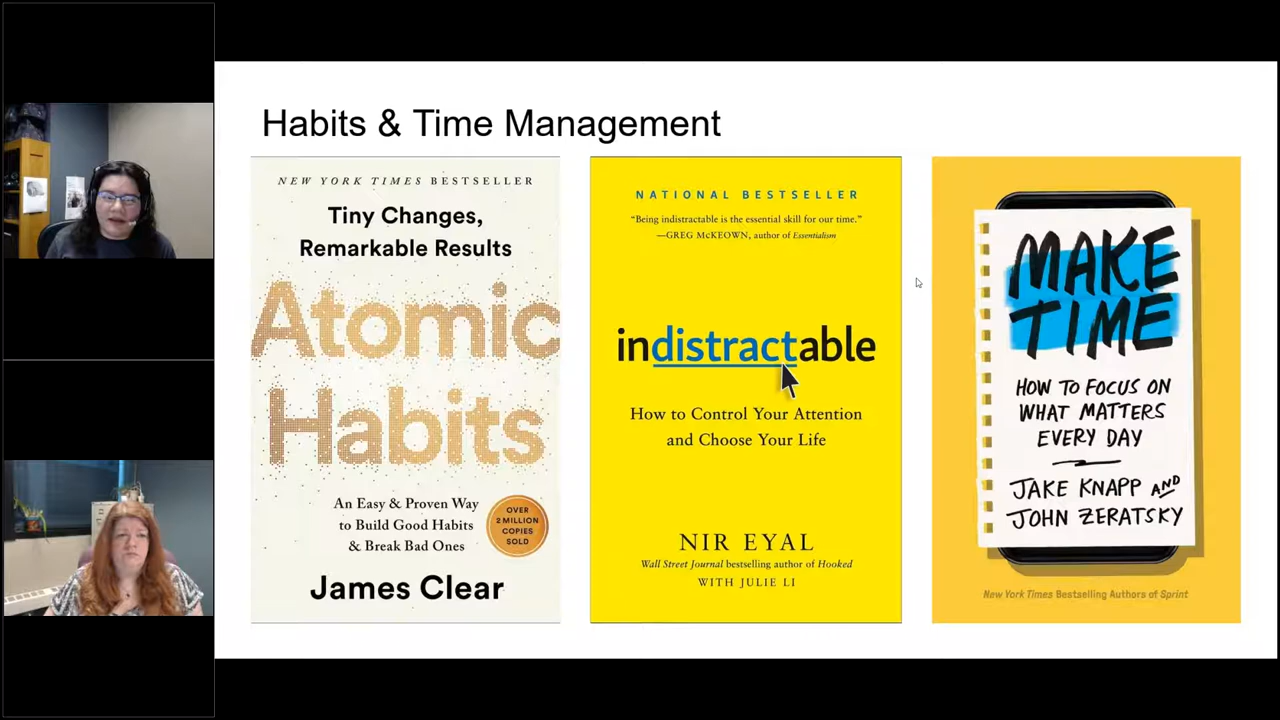 Habits & Time Management
NEW YORK TIMES BESTSELLER
Tiny Changes,
Remarkable Results
Atomic
Habits
An Easy & Proven Way
to Build Good Habits
& Break Bad Ones
OVER
2 MILLION
COPIES
SOLD
James Clear
NATIONAL BESTSELLER
“Being indistractable is the essential skill for our time.”
—GREG McKEOWN, author of Essentialism
indistractable
How to Control Your Attention
and Choose Your Life
NIR EYAL
Wall Street Journal bestselling author of Hooked
WITH JULIE LI
MAKE
TIME
HOW TO FOCUS ON
WHAT MATTERS
EVERY DAY
JAKE KNAPP AND
JOHN ZERATSKY
New York Times Bestselling Authors of Sprint